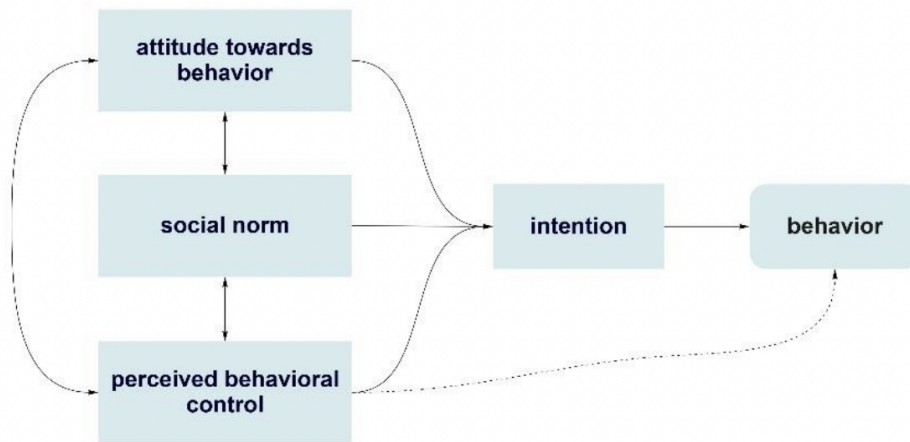 attitude towards
behavior
social norm
intention
behavior
perceived behavioral
control